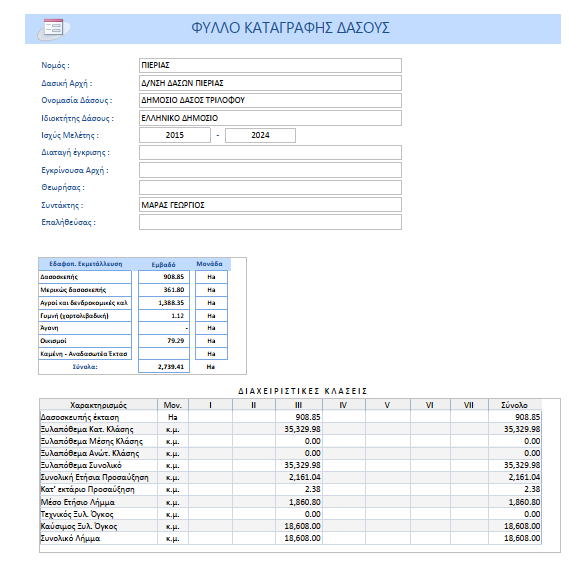 ΦΥΛΛΟ ΚΑΤΑΓΡΑΦΗΣ ΔΑΣΟΥΣ
Νομός : ΠΙΕΡΙΑΣ
Δασική Αρχή : Δ/ΝΣΗ ΔΑΣΩΝ ΠΙΕΡΙΑΣ
Ονομασία Δάσους : ΔΗΜΟΣΙΟ ΔΑΣΟΣ ΤΡΙΛΟΦΟΥ
Ιδιοκτήτης Δάσους : ΕΛΛΗΝΙΚΟ ΔΗΜΟΣΙΟ
Ισχύς Μελέτης : 2015 - 2024
Διαταγή έγκρισης :
Εγκρίνουσα Αρχή :
Θεωρήσας :
Συντάκτης : ΜΑΡΑΣ ΓΕΩΡΓΙΟΣ
Επαλήθεύσας :
Εδαφοπ. Εκμετάλλευση Εμβαδό Μονάδα
Δασοσκεπής 908.85 Ha
Μερικώς δασοσκεπής 361.80 Ha
Αγροί και δενδροκομικές καλ 1,388.35 Ha
Γυμνή (χορτολιβαδική) 1.12 Ha
Άγονη - Ha
Οικισμοί 79.29 Ha
Καμένη - Αναδασωτέα Έκτασ Ha
Σύνολα: 2,739.41 Ha
ΔΙΑΧΕΙΡΙΣΤΙΚΕΣ ΚΛΑΣΕΙΣ
Χαρακτηρισμός Μον. I II III IV V VI VII Σύνολο
Δασοσκευπής έκταση Ha 908.85 908.85
Ξυλαπόθεμα Κατ. Κλάσης κ.μ. 35,329.98 35,329.98
Ξυλαπόθεμα Μέσης Κλάσης κ.μ. 0.00 0.00
Ξυλαπόθεμα Ανώτ. Κλάσης κ.μ. 0.00 0.00
Ξυλαπόθεμα Συνολικό κ.μ. 35,329.98 35,329.98
Συνολική Ετήσια Προσαύξηση κ.μ. 2,161.04 2,161.04
Κατ' εκτάριο Προσαύξηση κ.μ. 2.38 2.38
Μέσο Ετήσιο Λήμμα κ.μ. 1,860.80 1,860.80
Τεχνικός Ξυλ. Όγκος κ.μ. 0.00 0.00
Καύσιμος Ξυλ. Όγκος κ.μ. 18,608.00 18,608.00
Συνολικό Λήμμα κ.μ. 18,608.00 18,608.00